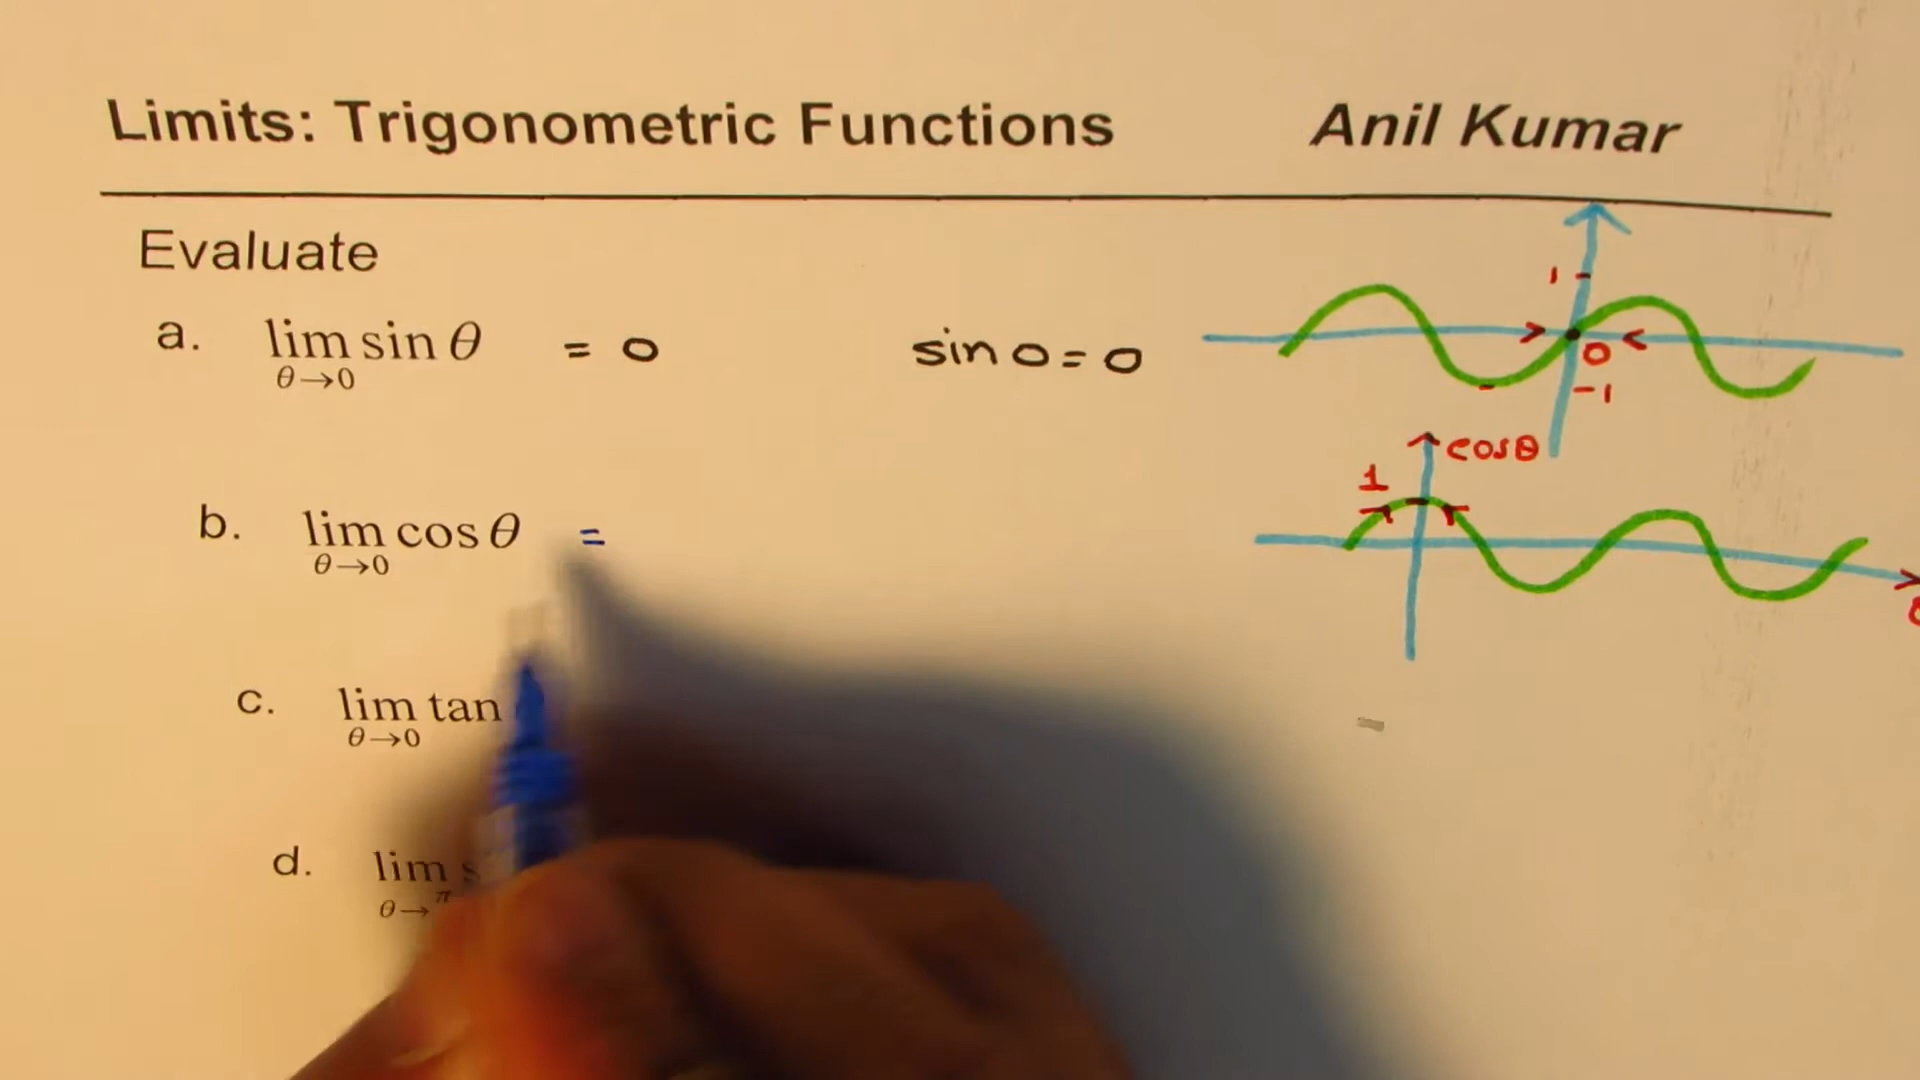 Limits: Trigonometric Functions Anil Kumar
Evaluate
a. lim sin θ = 0 sin 0 = 0
θ→0
1
0
-1
b. lim cos θ =
θ→0
cosθ
1
c. lim tan
θ→0
d. lim
θ→π